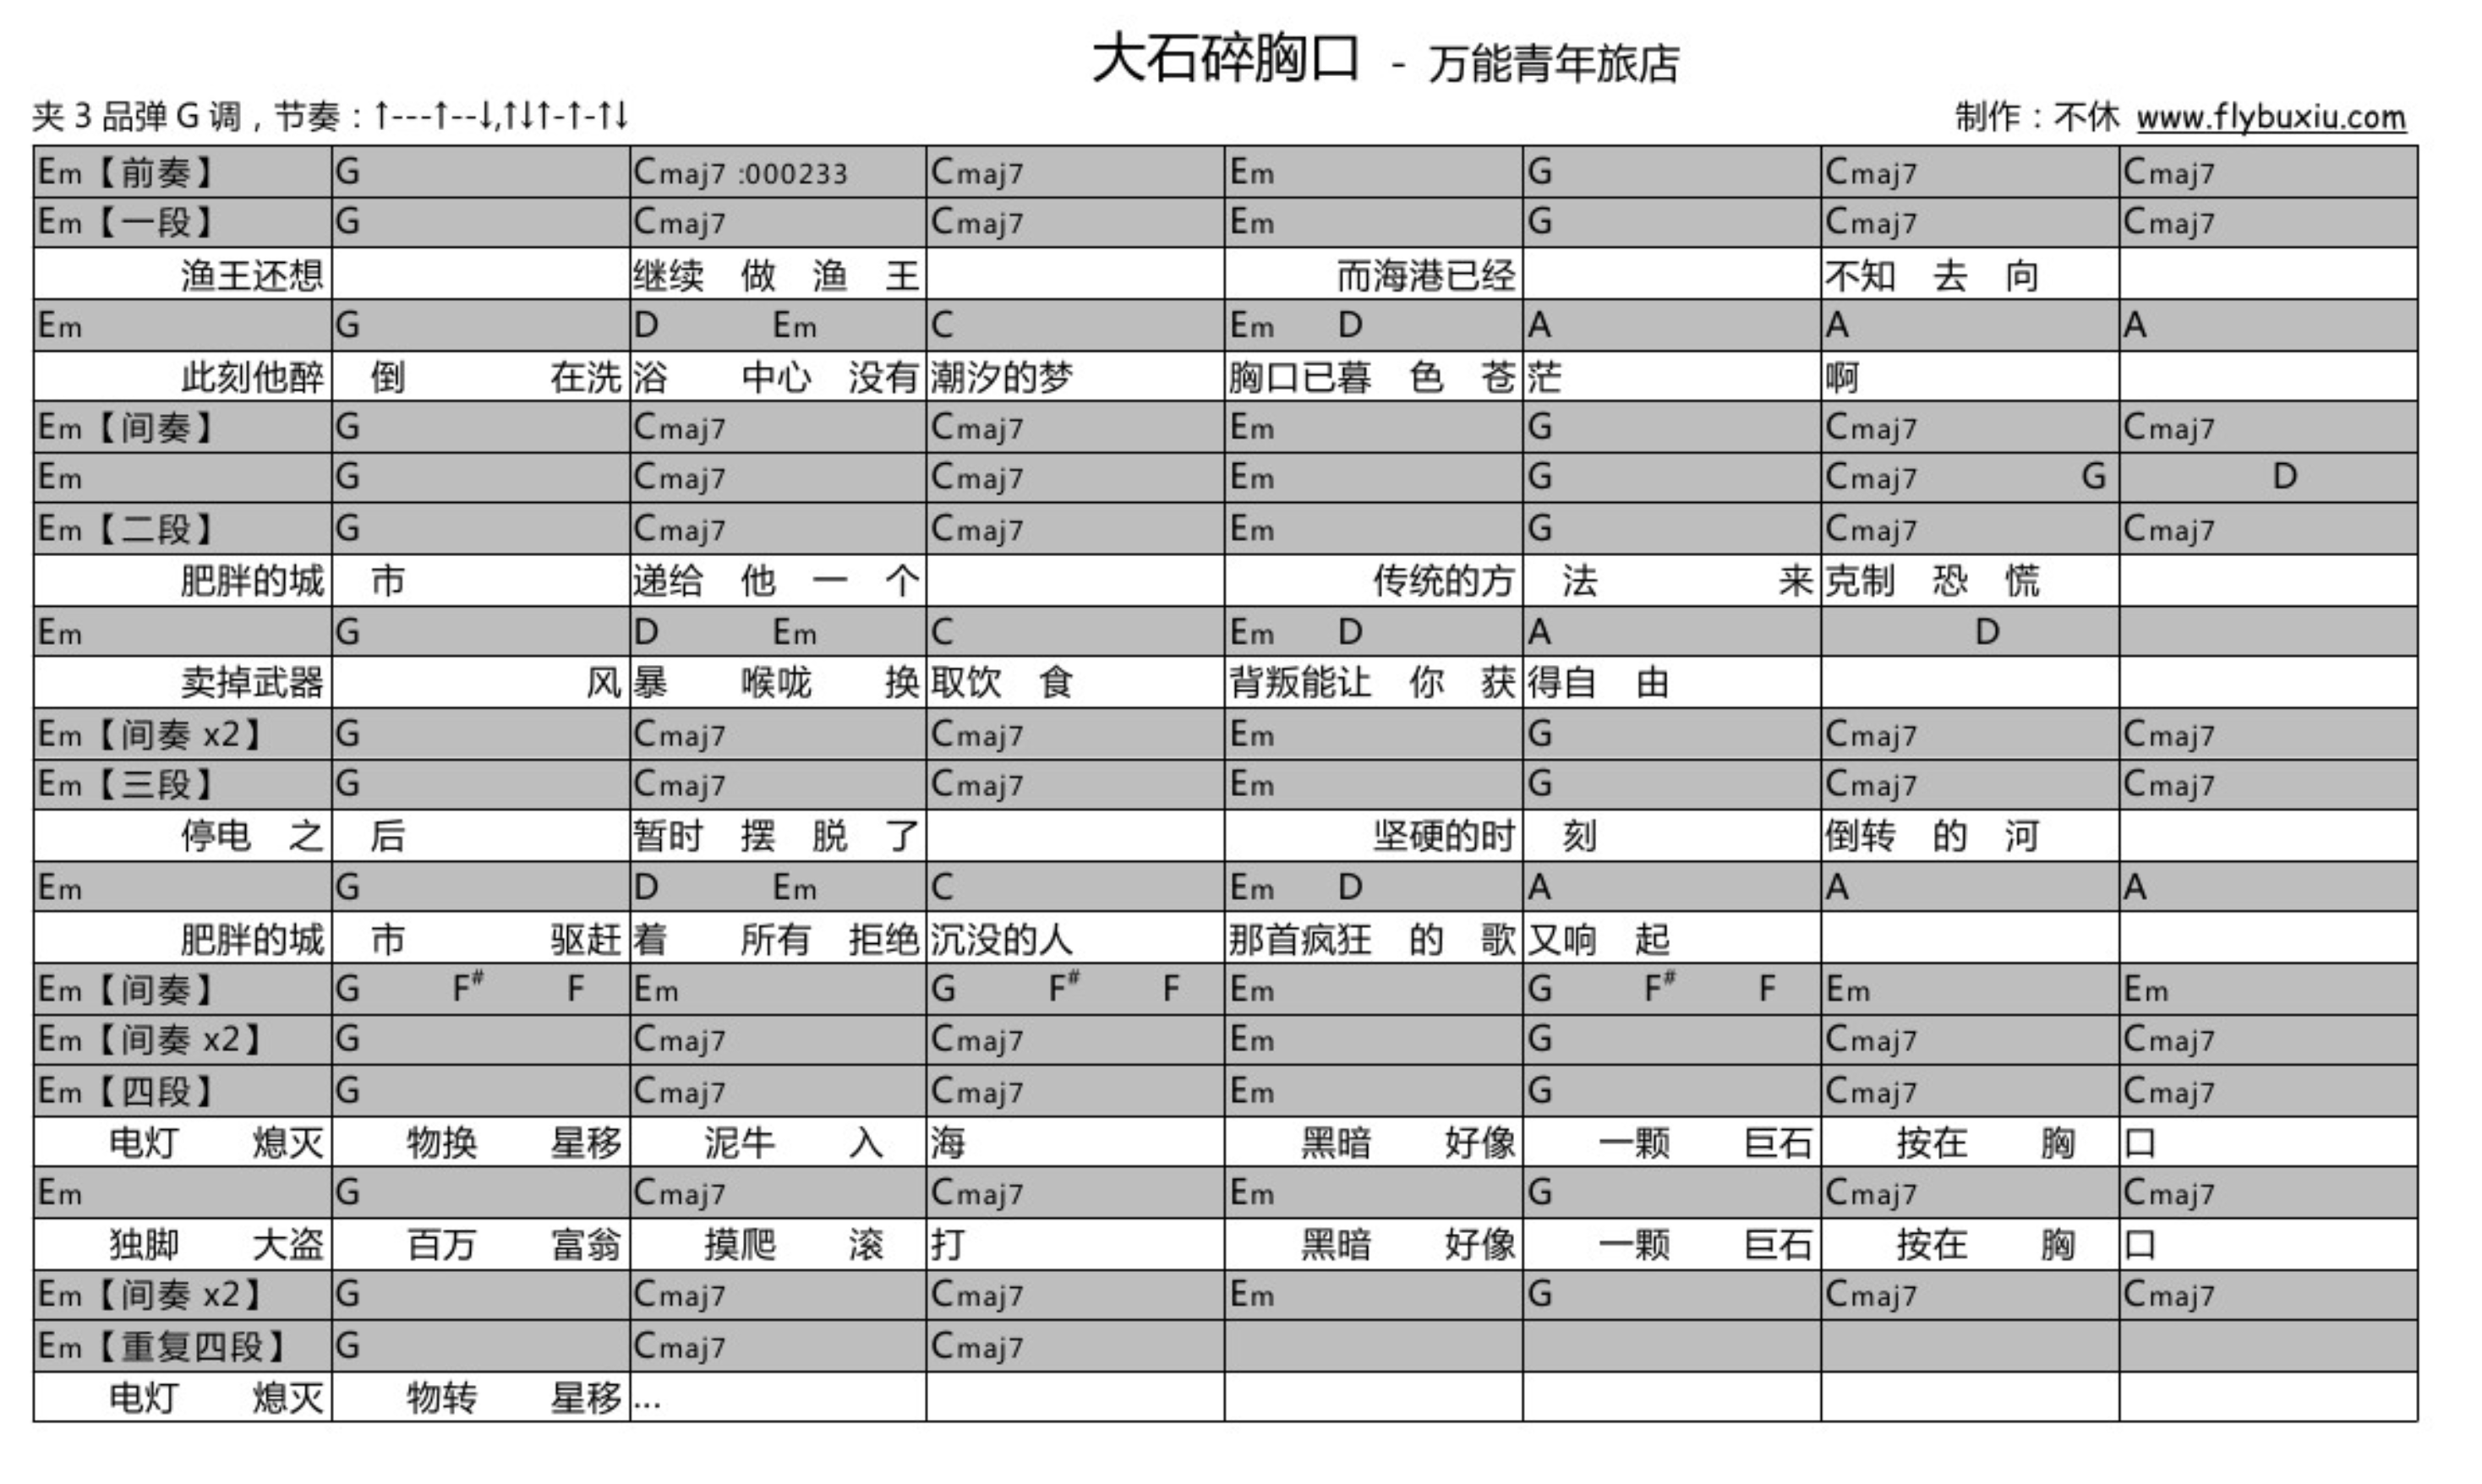 大石碎胸口 - 万能青年旅店
夹 3 品弹 G 调，节奏：↑---↑--↓,↑↓↑-↑-↑↓ 制作：不休 www.flybuxiu.com
Em【前奏】 G Cmaj7 :000233 Cmaj7 Em G Cmaj7 Cmaj7
Em【一段】 G Cmaj7 Cmaj7 Em G Cmaj7 Cmaj7
渔王还想 继续 做 渔 王 而海港已经 不知 去 向
Em G D Em C Em D A A A
此刻他醉 倒 在洗 浴 中心 没有 潮汐的梦 胸口已暮 色 苍 茫 啊
Em【间奏】 G Cmaj7 Cmaj7 Em G Cmaj7 Cmaj7
Em G Cmaj7 Cmaj7 Em G Cmaj7 G D
Em【二段】 G Cmaj7 Cmaj7 Em G Cmaj7 Cmaj7
肥胖的城 市 递给 他 一 个 传统的方 法 来 克制 恐 慌
Em G D Em C Em D A D
卖掉武器 风 暴 喉咙 换 取饮 食 背叛能让 你 获 得自 由
Em【间奏 x2】 G Cmaj7 Cmaj7 Em G Cmaj7 Cmaj7
Em【三段】 G Cmaj7 Cmaj7 Em G Cmaj7 Cmaj7
停电 之 后 暂时 摆 脱 了 坚硬的时 刻 倒转 的 河
Em G D Em C Em D A A A
肥胖的城 市 驱赶 着 所有 拒绝 沉没的人 那首疯狂 的 歌 又响 起
Em【间奏】 G F# F Em G F# F Em G F# F Em Em
Em【间奏 x2】 G Cmaj7 Cmaj7 Em G Cmaj7 Cmaj7
Em【四段】 G Cmaj7 Cmaj7 Em G Cmaj7 Cmaj7
电灯 熄灭 物换 星移 泥牛 入 海 黑暗 好像 一颗 巨石 按在 胸 口
Em G Cmaj7 Cmaj7 Em G Cmaj7 Cmaj7
独脚 大盗 百万 富翁 摸爬 滚 打 黑暗 好像 一颗 巨石 按在 胸 口
Em【间奏 x2】 G Cmaj7 Cmaj7 Em G Cmaj7 Cmaj7
Em【重复四段】 G Cmaj7 Cmaj7
电灯 熄灭 物转 星移 ...